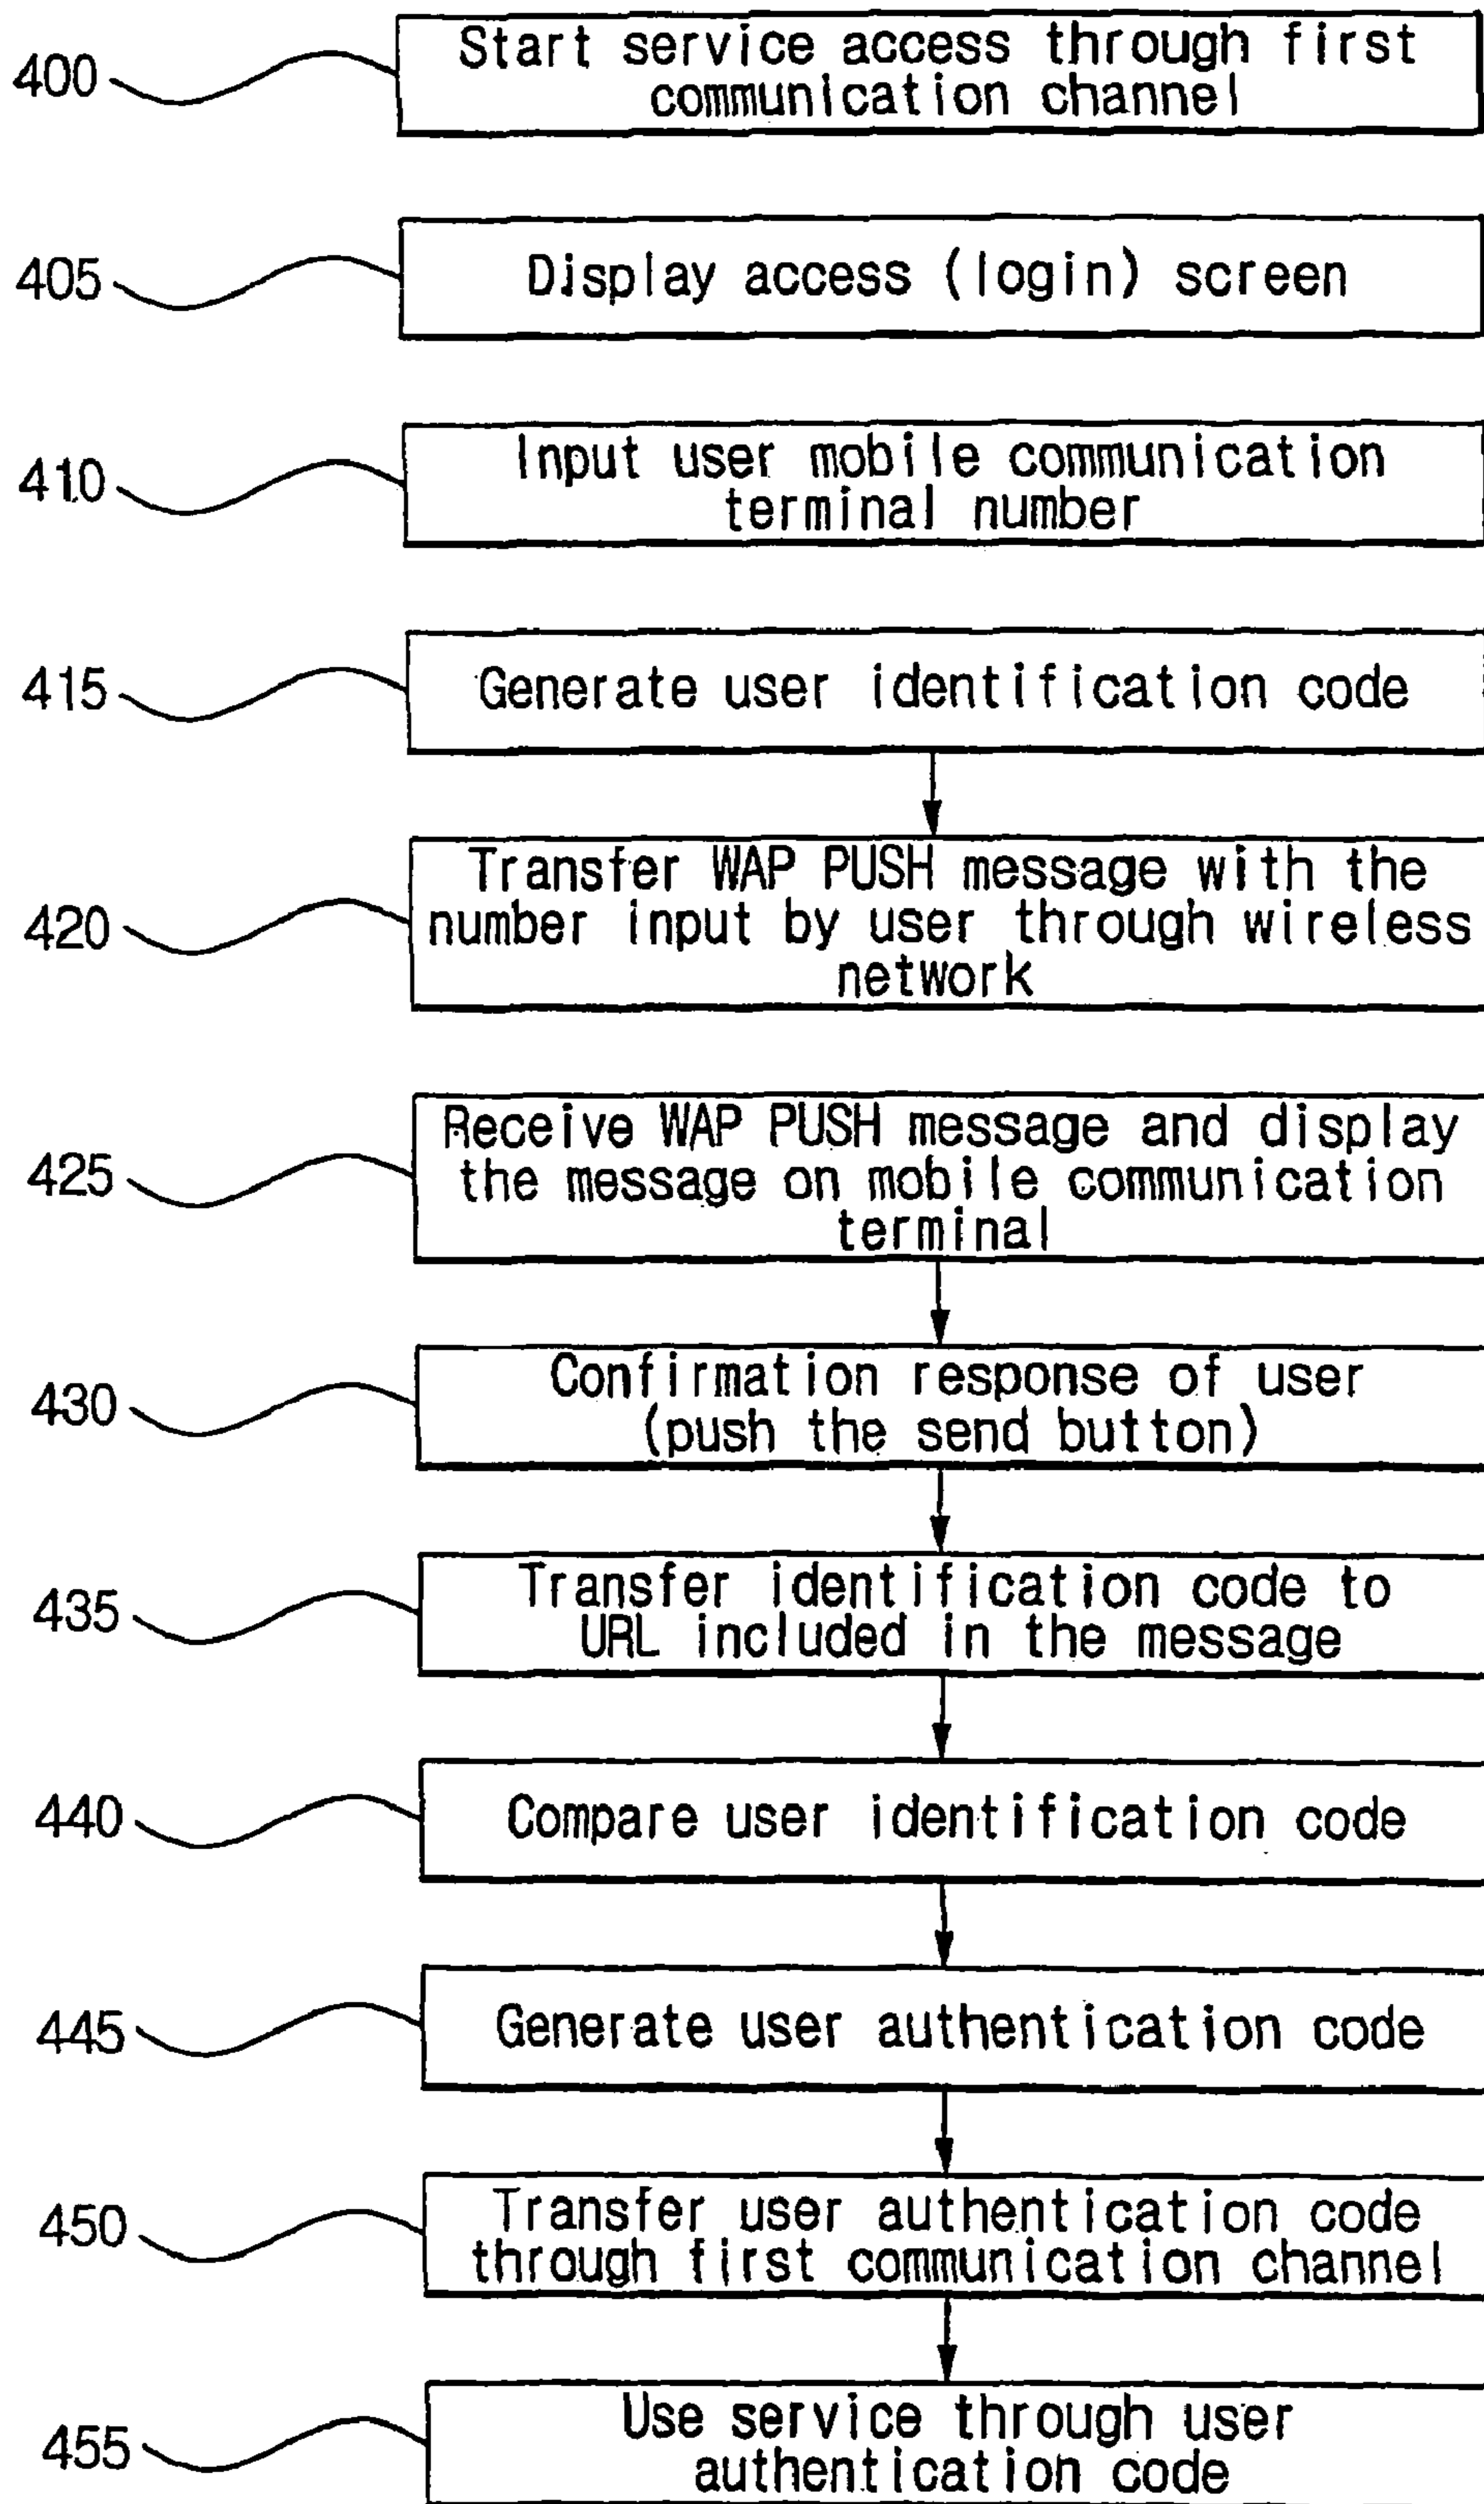 400
Start service access through first
communication channel
405
Display access (login) screen
410
Input user mobile communication
terminal number
415
Generate user identification code
420
Transfer WAP PUSH message with the
number input by user through wireless
network
425
Receive WAP PUSH message and display
the message on mobile communication
terminal
430
Confirmation response of user
(push the send button)
435
Transfer identification code to
URL included in the message
440
Compare user identification code
445
Generate user authentication code
450
Transfer user authentication code
through first communication channel
455
Use service through user
authentication code